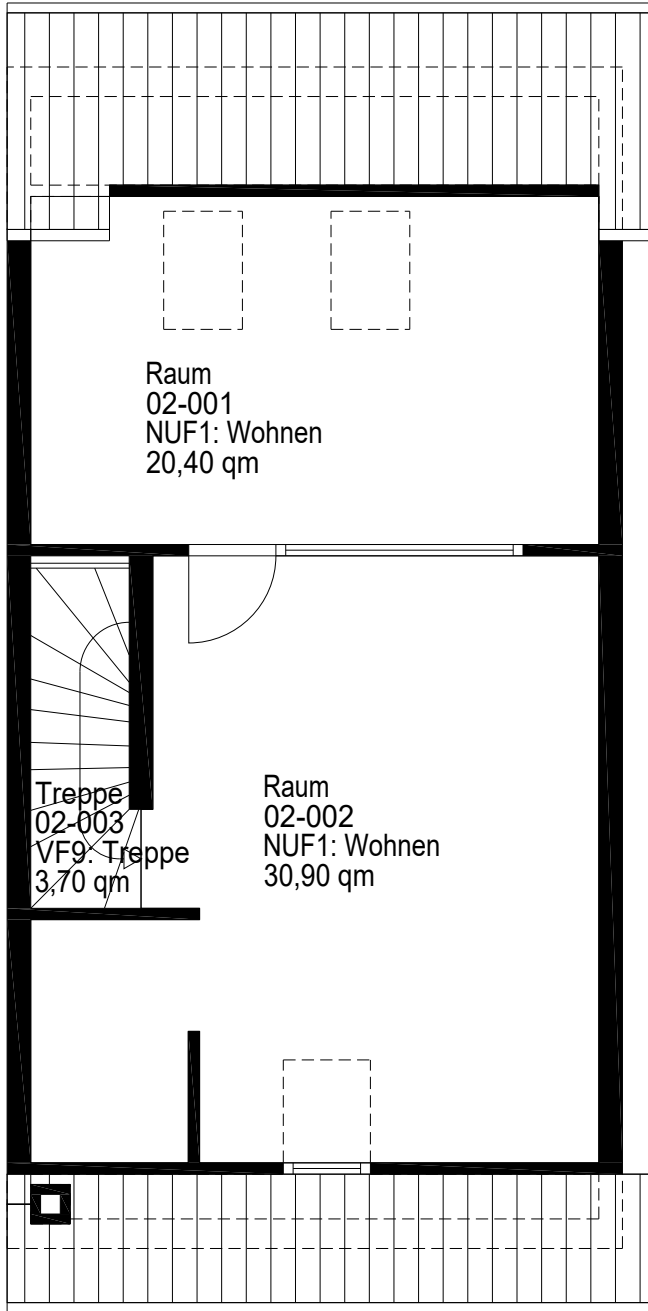 Raum
02-001
NUF1: Wohnen
20,40 qm
Treppe
02-003
VF9: Treppe
3,70 qm
Raum
02-002
NUF1: Wohnen
30,90 qm